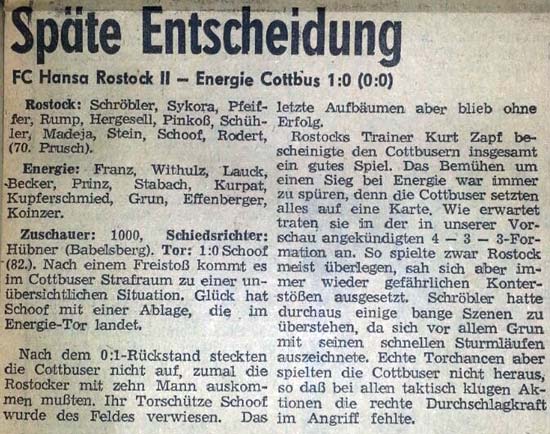 Späte Entscheidung
FC Hansa Rostock II – Energie Cottbus 1:0 (0:0)
Rostock: Schröbler, Sykora, Pfeif-
fer, Rump, Hergesell, Pinkoß, Schüh-
ler, Madeja, Stein, Schoof, Rodert,
(70. Prusch).
Energie: Franz, Withulz, Lauck,
Becker, Prinz, Stabach, Kurpat,
Kupferschmied, Grun, Effenberger,
Koinzer.
Zuschauer: 1000, Schiedsrichter:
Hübner (Babelsberg). Tor: 1:0 Schoof
(82.). Nach einem Freistoß kommt es
im Cottbuser Strafraum zu einer un-
übersichtlichen Situation. Glück hat
Schoof mit einer Ablage, die im
Energie-Tor landet.
Nach dem 0:1-Rückstand steckten
die Cottbuser nicht auf, zumal die
Rostocker mit zehn Mann auskom-
men mußten. Ihr Torschütze Schoof
wurde des Feldes verwiesen. Das
letzte Aufbäumen aber blieb ohne
Erfolg.
Rostocks Trainer Kurt Zapf be-
scheinigte den Cottbusern insgesamt
ein gutes Spiel. Das Bemühen um
einen Sieg bei Energie war immer
zu spüren, denn die Cottbuser setzten
alles auf eine Karte. Wie erwartet
traten sie in der in unserer Vor-
schau angekündigten 4 – 3 – 3-For-
mation an. So spielte zwar Rostock
meist überlegen, sah sich aber im-
mer wieder gefährlichen Konter-
stößen ausgesetzt. Schröbler hatte
durchaus einige bange Szenen zu
überstehen, da sich vor allem Grun
mit seinen schnellen Sturmläufen
auszeichnete. Echte Torchancen aber
spielten die Cottbuser nicht heraus,
so daß bei allen taktisch klugen Ak-
tionen die rechte Durchschlagkraft
im Angriff fehlte.